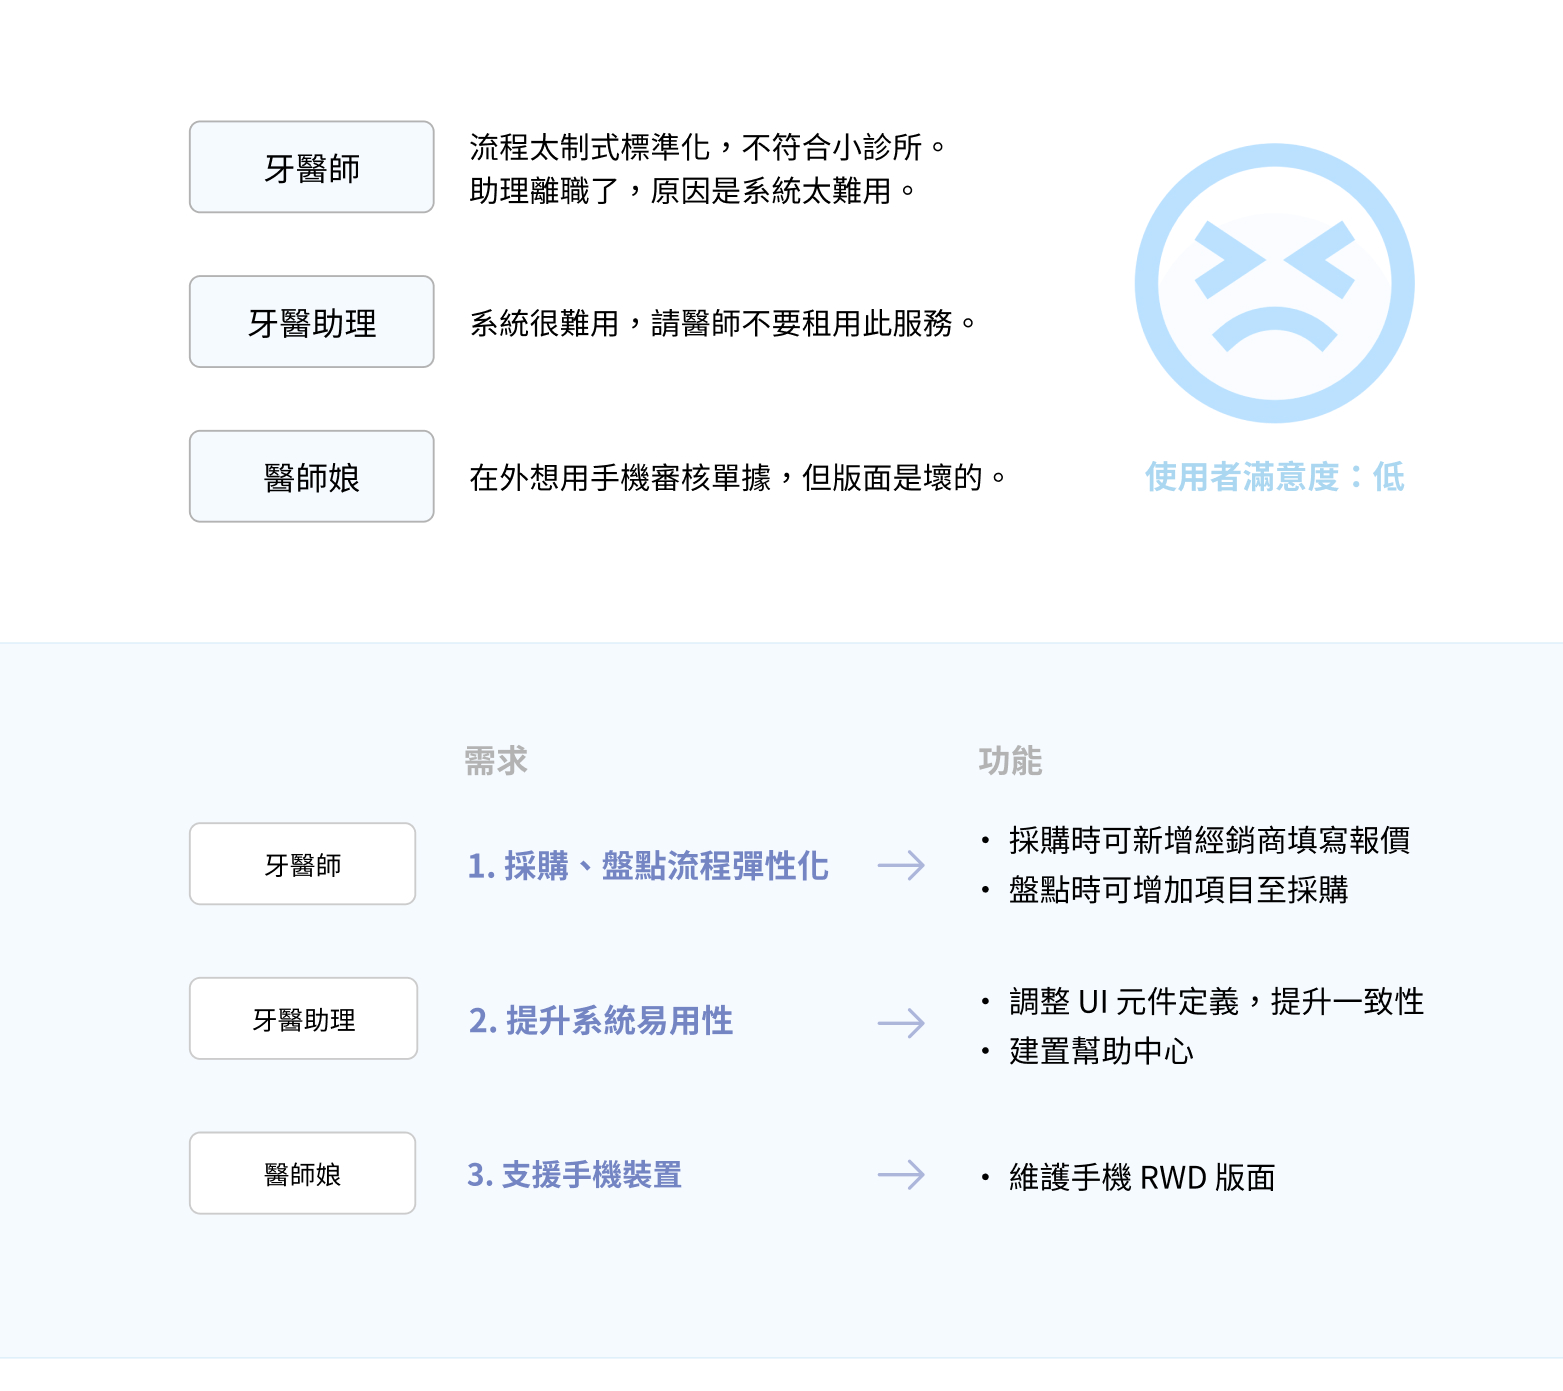 牙醫師
流程太制式標準化，不符合小診所。
助理離職了，原因是系統太難用。
牙醫助理
系統很難用，請醫師不要租用此服務。
醫師娘
在外想用手機審核單據，但版面是壞的。
使用者滿意度：低
需求
功能
牙醫師
1. 採購、盤點流程彈性化
• 採購時可新增經銷商填寫報價
• 盤點時可增加項目至採購
牙醫助理
2. 提升系統易用性
• 調整 UI 元件定義，提升一致性
• 建置幫助中心
醫師娘
3. 支援手機裝置
• 維護手機 RWD 版面